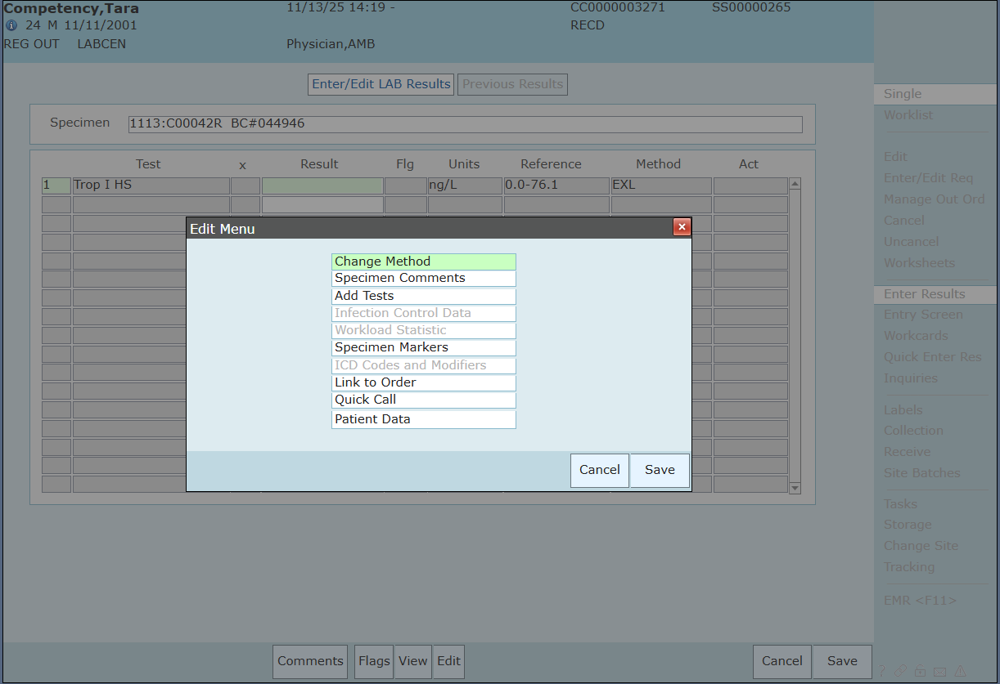 Competency,Tara 11/13/25 14:19 - CC0000003271 SS00000265
24 M 11/11/2001 RECD
REG OUT LABCEN Physician,AMB
Enter/Edit LAB Results Previous Results
Specimen 1113:C00042R BC#044946
Test x Result Flg Units Reference Method Act
1 Trop I HS ng/L 0.0-76.1 EXL
Edit Menu
Change Method
Specimen Comments
Add Tests
Infection Control Data
Workload Statistic
Specimen Markers
ICD Codes and Modifiers
Link to Order
Quick Call
Patient Data
Cancel Save
Comments Flags View Edit Cancel Save
Single
Worklist
Edit
Enter/Edit Req
Manage Out Ord
Cancel
Uncancel
Worksheets
Enter Results
Entry Screen
Workcards
Quick Enter Res
Inquiries
Labels
Collection
Receive
Site Batches
Tasks
Storage
Change Site
Tracking
EMR <F11>
?